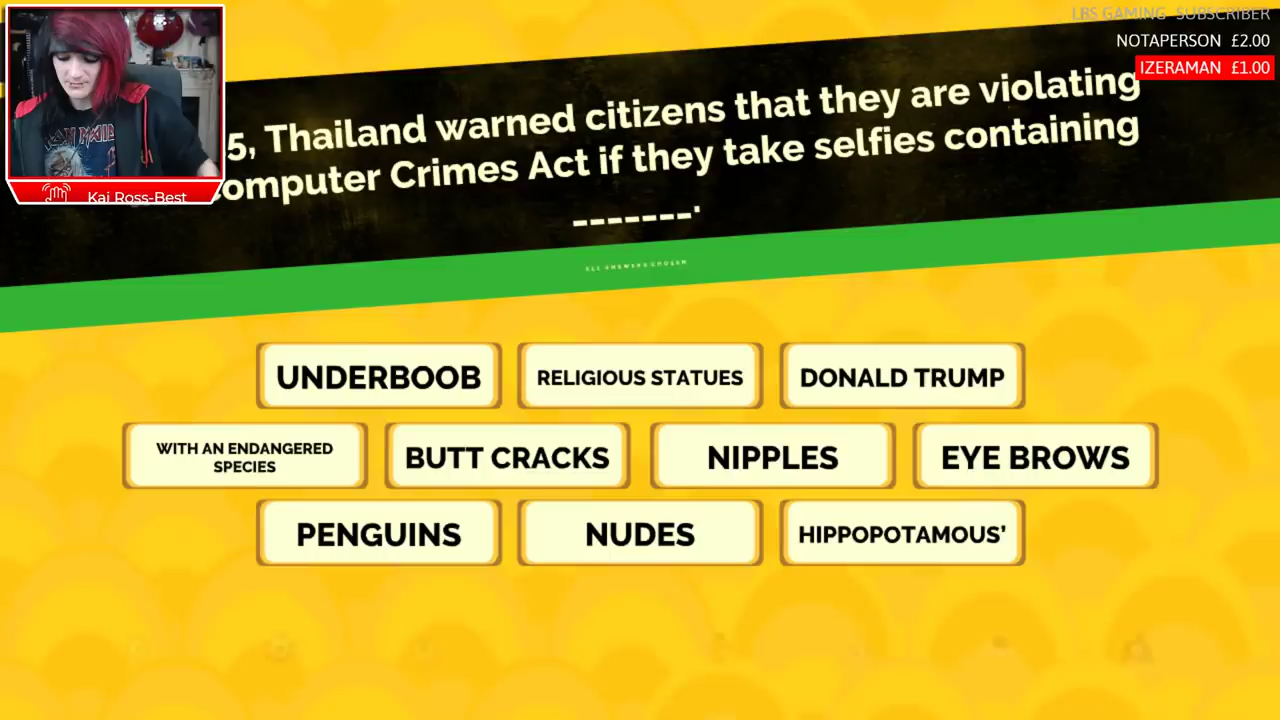 LBS GAMING SUBSCRIBER
NOTAPERSON £2.00
IZERAMAN £1.00
5, Thailand warned citizens that they are violating
omputer Crimes Act if they take selfies containing
_______.
Kai Ross-Best
UNDERBOOB
RELIGIOUS STATUES
DONALD TRUMP
WITH AN ENDANGERED
SPECIES
BUTT CRACKS
NIPPLES
EYE BROWS
PENGUINS
NUDES
HIPPOPOTAMOUS'